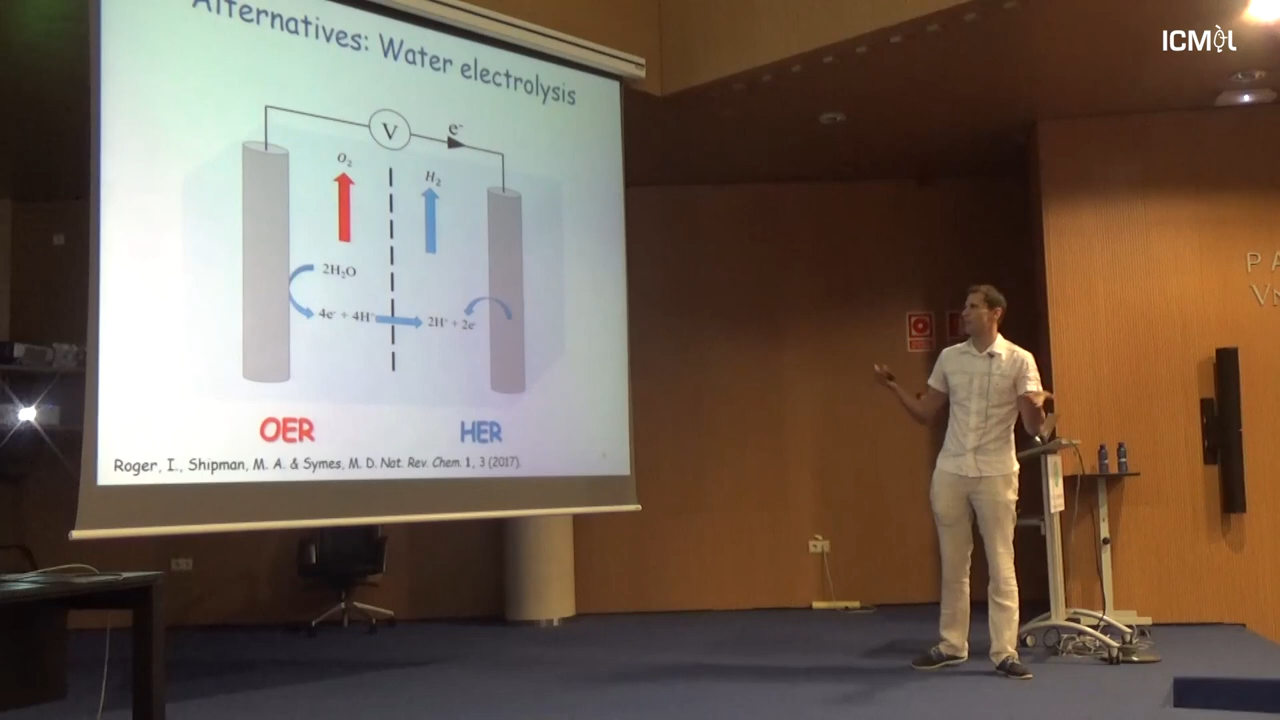 Alternatives: Water electrolysis
V
e⁻
O₂
H₂
2H₂O
4e⁻ + 4H⁺
2H⁺ + 2e⁻
OER
HER
Roger, I., Shipman, M. A. & Symes, M. D. Nat. Rev. Chem. 1, 3 (2017).
ICMOL
P A